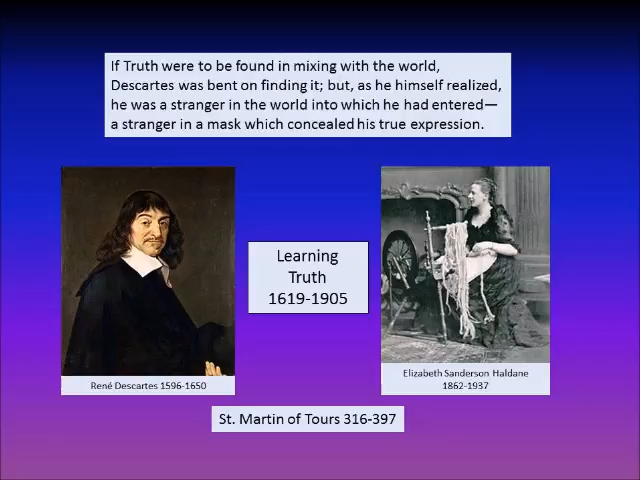 If Truth were to be found in mixing with the world,
Descartes was bent on finding it; but, as he himself realized,
he was a stranger in the world into which he had entered—
a stranger in a mask which concealed his true expression.
Learning
Truth
1619-1905
René Descartes 1596-1650
Elizabeth Sanderson Haldane
1862-1937
St. Martin of Tours 316-397